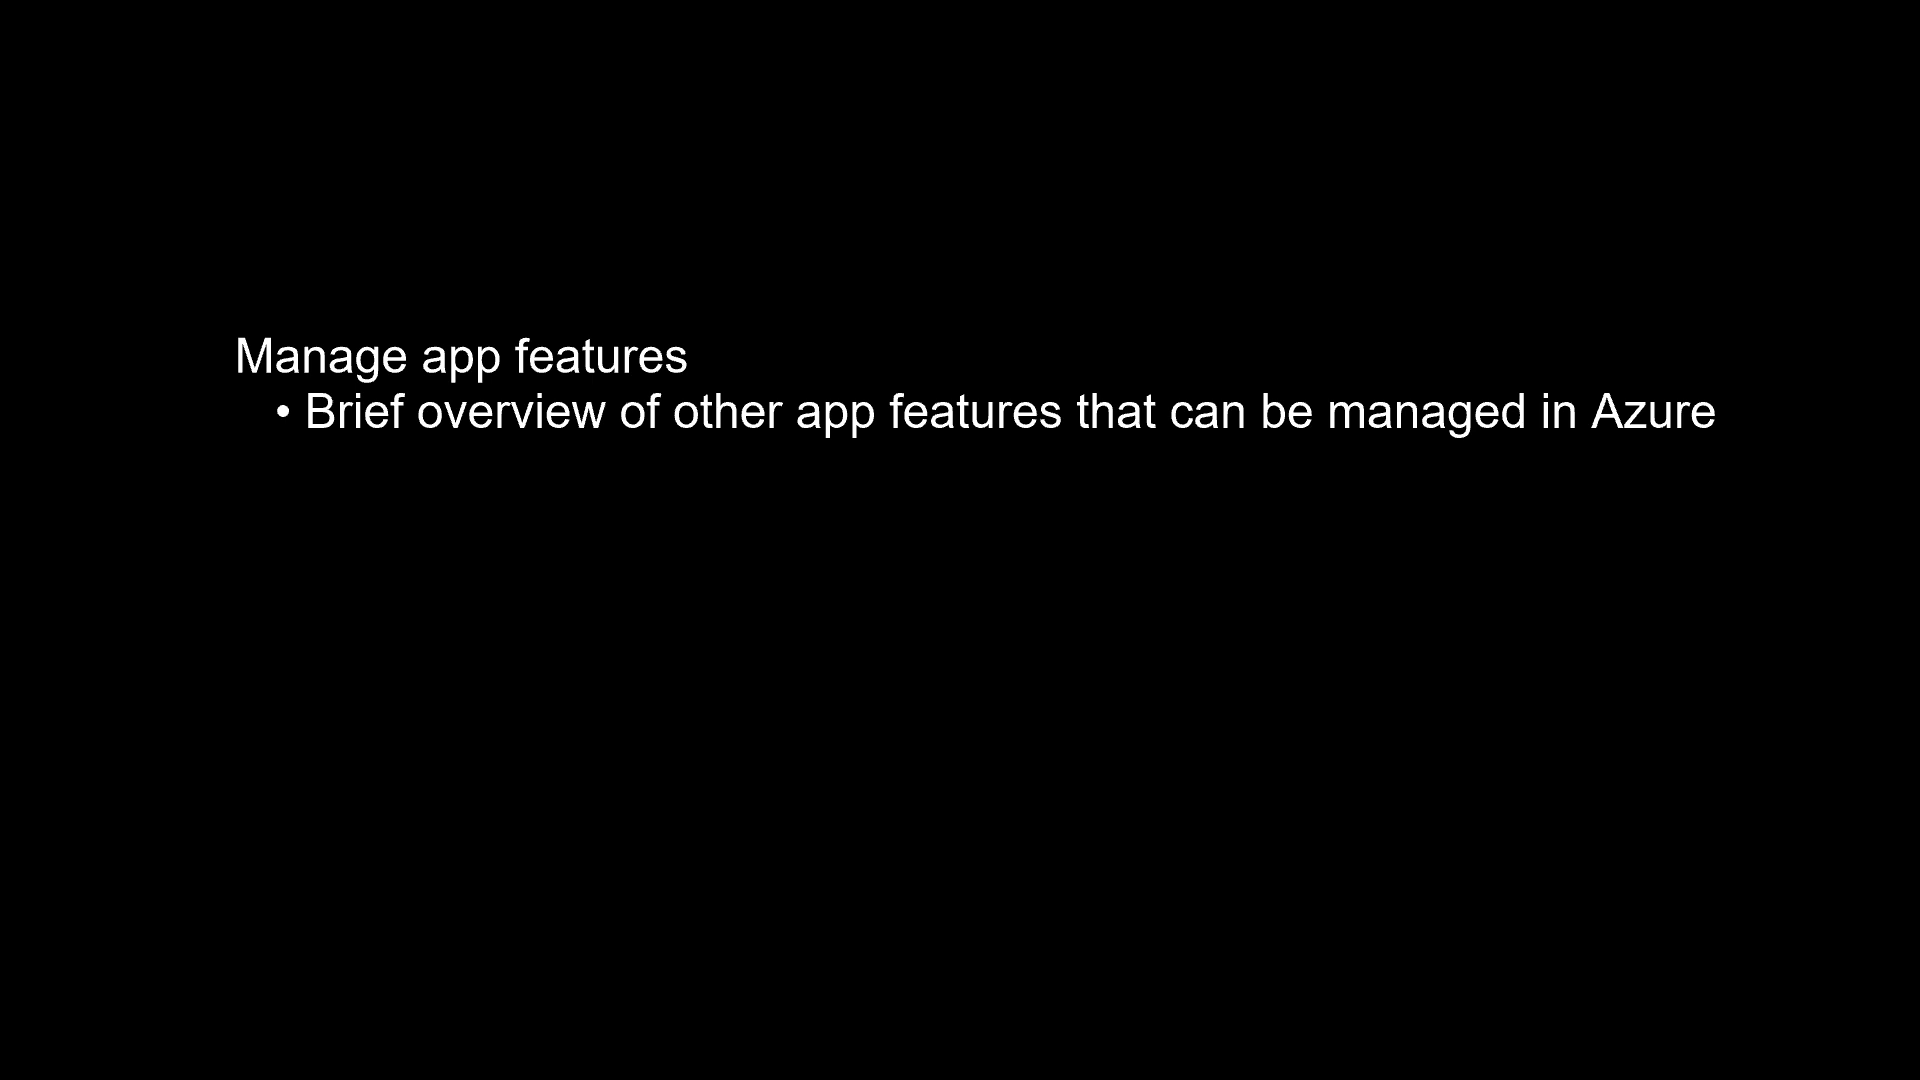 Manage app features
• Brief overview of other app features that can be managed in Azure